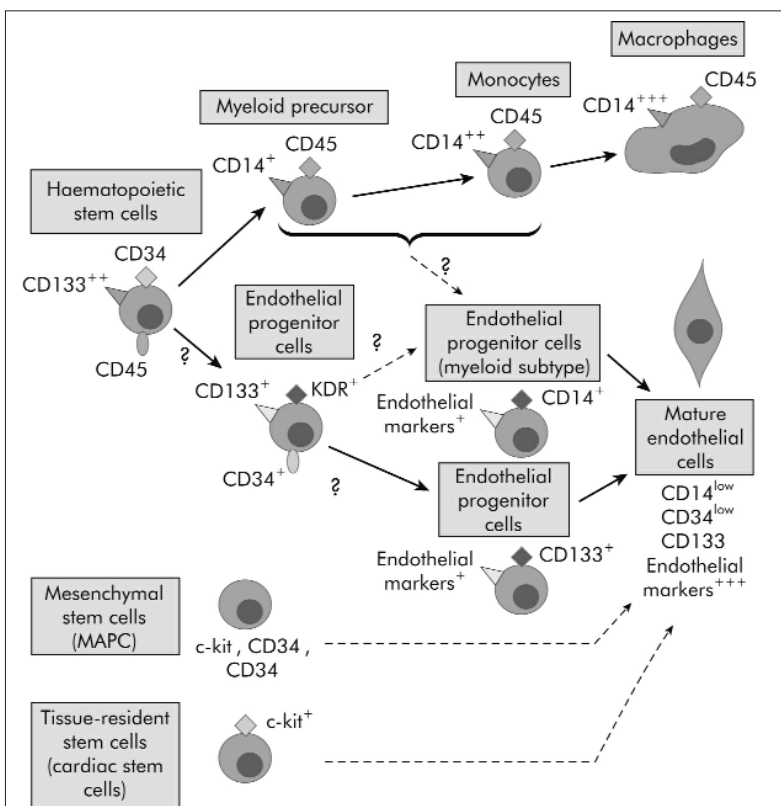 Macrophages
CD45
CD14+++
Monocytes
CD45
CD14++
Myeloid precursor
CD45
CD14+
Haematopoietic
stem cells
CD34
CD133++
CD45
?
?
Endothelial
progenitor
cells
?
CD133+
KDR+
CD34+
?
Endothelial
progenitor cells
(myeloid subtype)
Endothelial
markers+
CD14+
Endothelial
progenitor
cells
Endothelial
markers+
CD133+
Mature
endothelial
cells
CD14low
CD34low
CD133
Endothelial
markers+++
Mesenchymal
stem cells
(MAPC)
c-kit , CD34 ,
CD34
Tissue-resident
stem cells
(cardiac stem
cells)
c-kit+